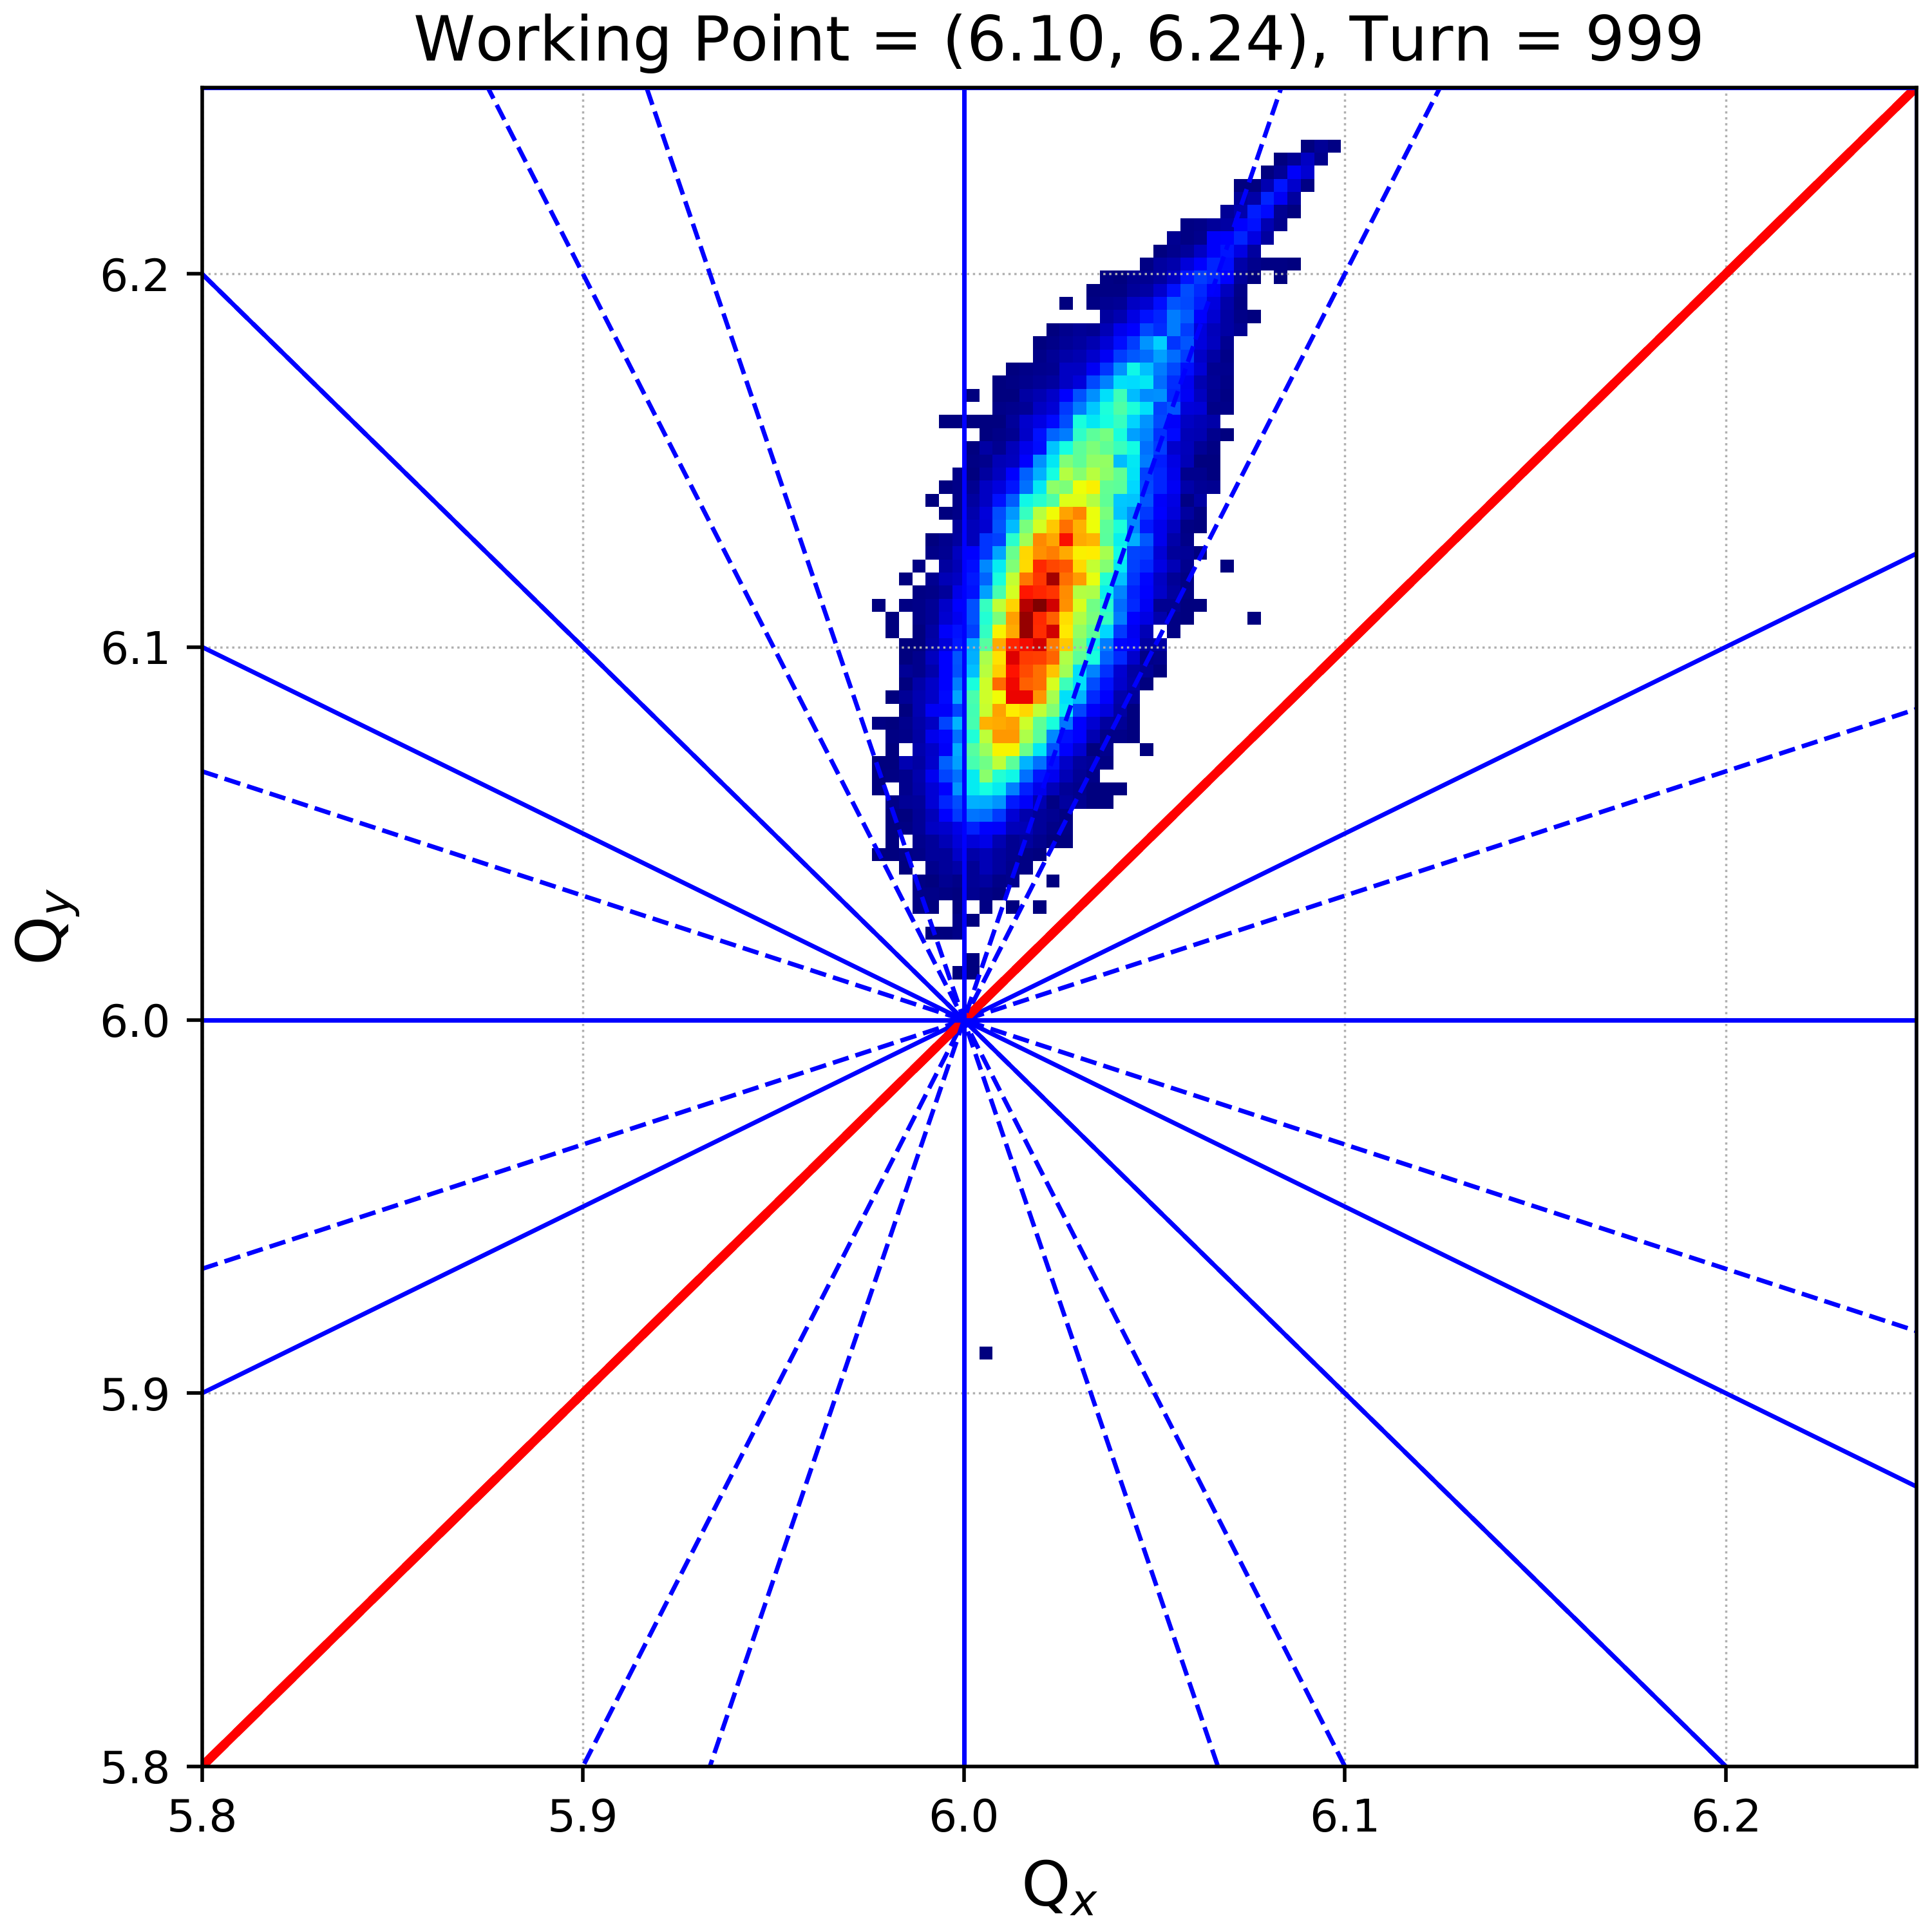 Working Point = (6.10, 6.24), Turn = 999
6.2
6.1
6.0
5.9
5.8
Qy
5.8 5.9 6.0 6.1 6.2
Qx